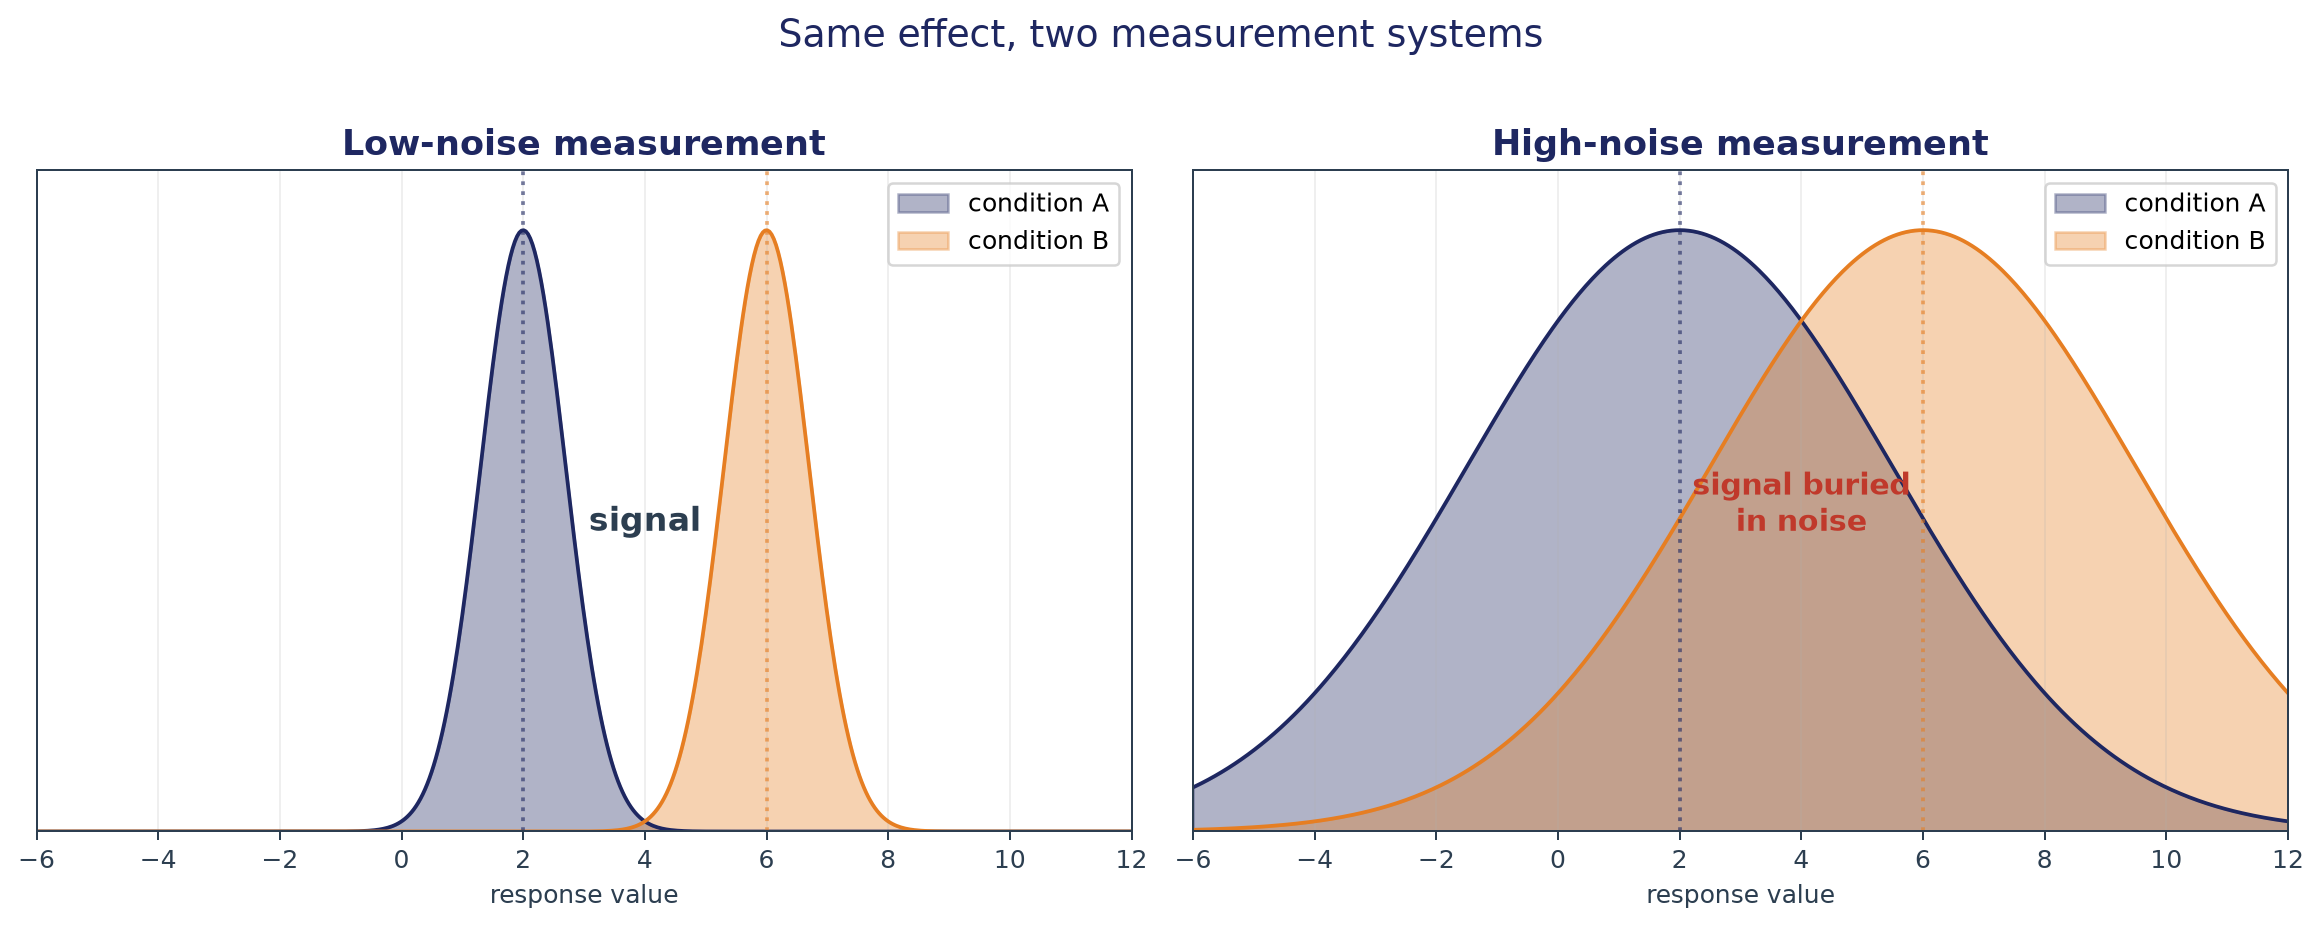 Same effect, two measurement systems
Low-noise measurement
condition A
condition B
signal
−6 −4 −2 0 2 4 6 8 10 12
response value
High-noise measurement
condition A
condition B
signal buried
in noise
−6 −4 −2 0 2 4 6 8 10 12
response value